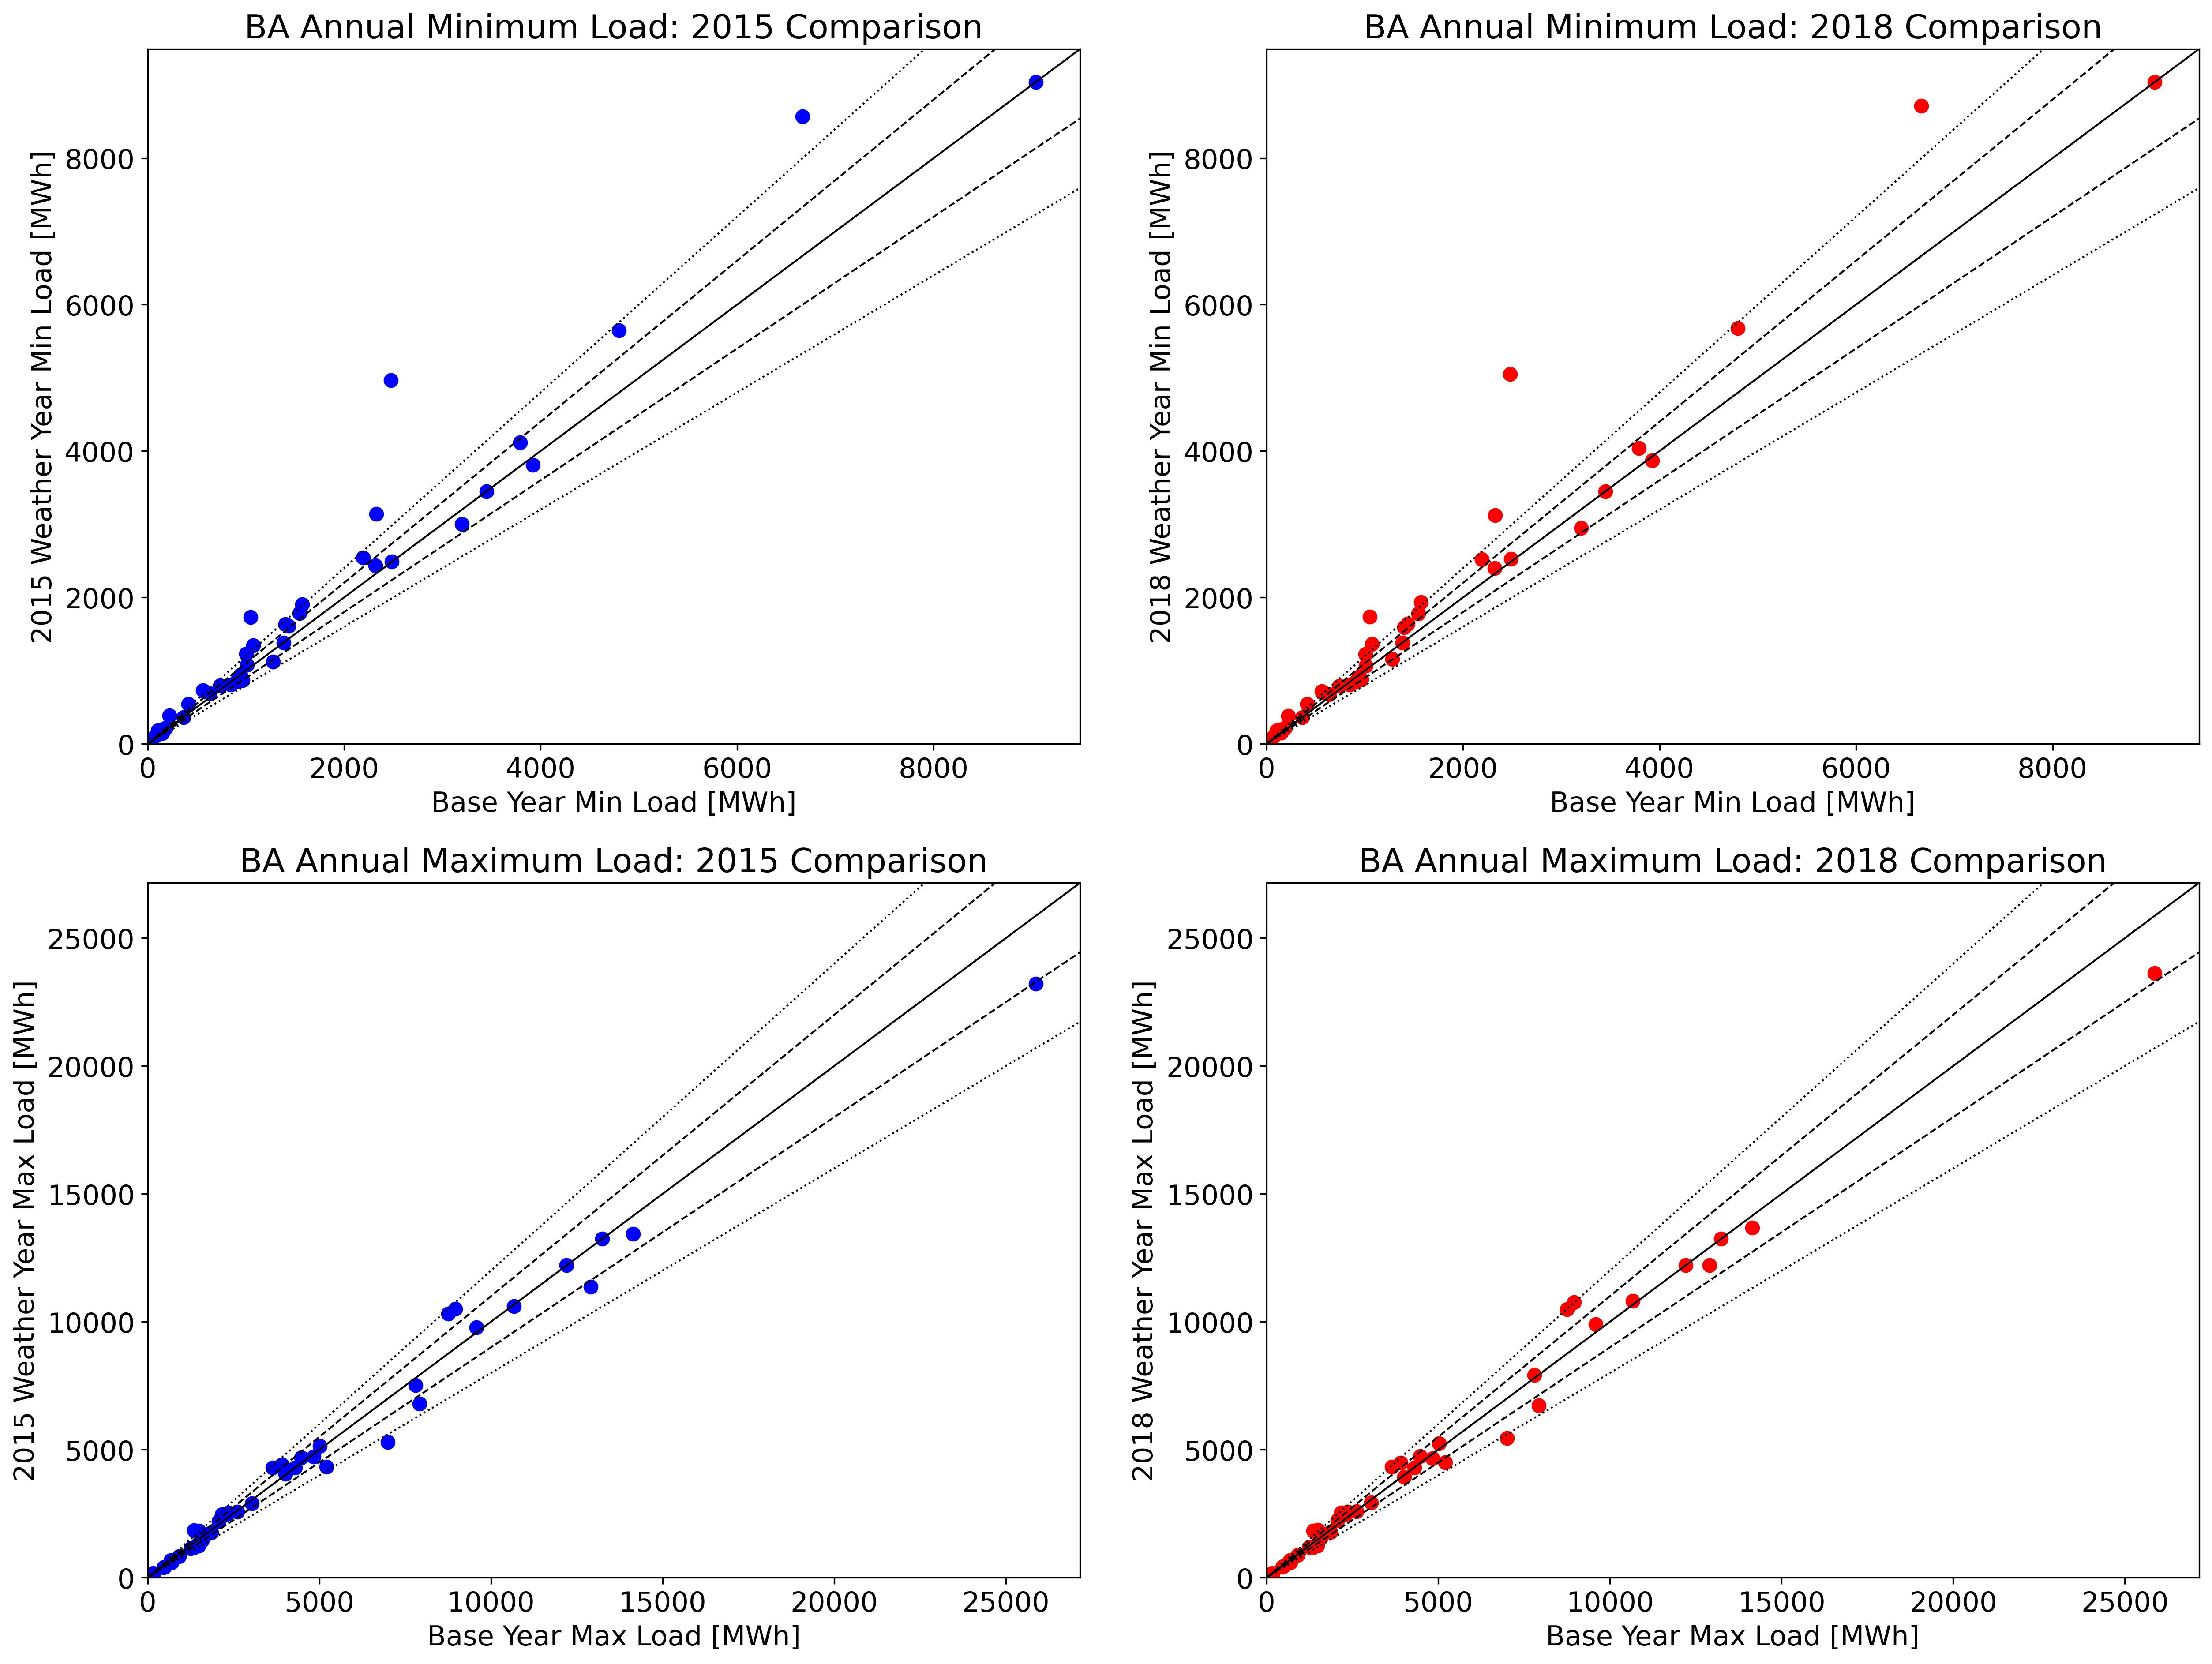 BA Annual Minimum Load: 2015 Comparison
2015 Weather Year Min Load [MWh]
8000
6000
4000
2000
0
0 2000 4000 6000 8000
Base Year Min Load [MWh]
BA Annual Minimum Load: 2018 Comparison
2018 Weather Year Min Load [MWh]
8000
6000
4000
2000
0
0 2000 4000 6000 8000
Base Year Min Load [MWh]
BA Annual Maximum Load: 2015 Comparison
2015 Weather Year Max Load [MWh]
25000
20000
15000
10000
5000
0
0 5000 10000 15000 20000 25000
Base Year Max Load [MWh]
BA Annual Maximum Load: 2018 Comparison
2018 Weather Year Max Load [MWh]
25000
20000
15000
10000
5000
0
0 5000 10000 15000 20000 25000
Base Year Max Load [MWh]